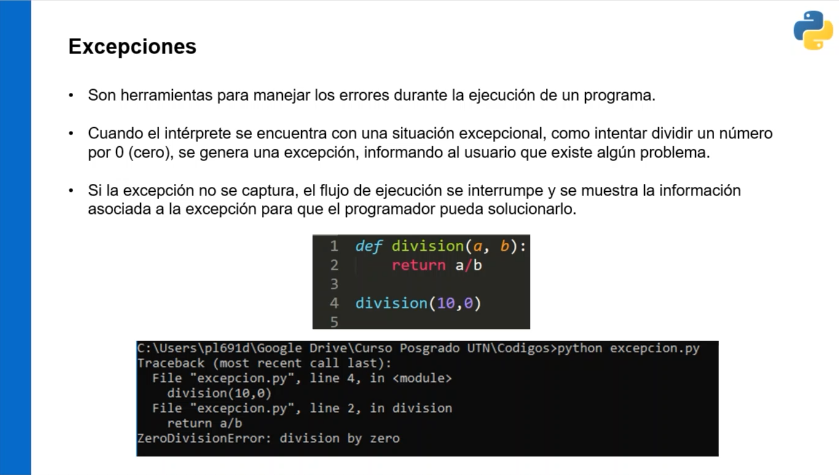 Excepciones
• Son herramientas para manejar los errores durante la ejecución de un programa.
• Cuando el intérprete se encuentra con una situación excepcional, como intentar dividir un número
por 0 (cero), se genera una excepción, informando al usuario que existe algún problema.
• Si la excepción no se captura, el flujo de ejecución se interrumpe y se muestra la información
asociada a la excepción para que el programador pueda solucionarlo.
1 def division(a, b):
2     return a/b
3
4 division(10,0)
5
C:\Users\pl691d\Google Drive\Curso Posgrado UTN\Codigos>python excepcion.py
Traceback (most recent call last):
  File "excepcion.py", line 4, in <module>
    division(10,0)
  File "excepcion.py", line 2, in division
    return a/b
ZeroDivisionError: division by zero